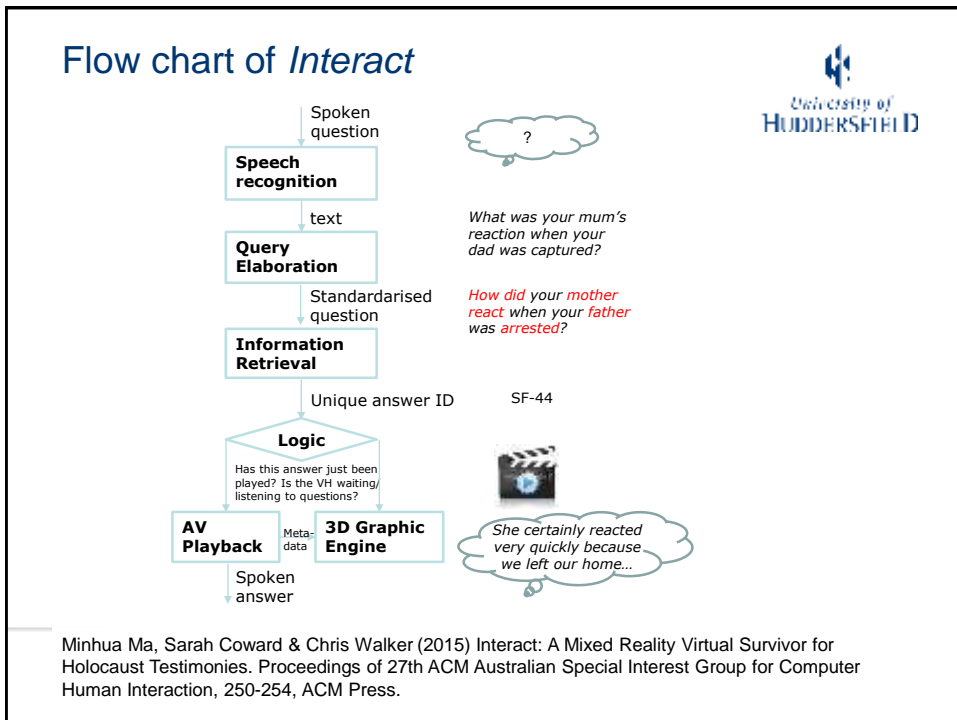 Flow chart of Interact
University of
HUDDERSFIELD
Spoken
question
?
Speech
recognition
text
What was your mum's
reaction when your
dad was captured?
Query
Elaboration
Standardarised
question
How did your mother
react when your father
was arrested?
Information
Retrieval
Unique answer ID
SF-44
Logic
Has this answer just been
played? Is the VH waiting/
listening to questions?
AV
Playback
Meta-
data
3D Graphic
Engine
She certainly reacted
very quickly because
we left our home…
Spoken
answer
Minhua Ma, Sarah Coward & Chris Walker (2015) Interact: A Mixed Reality Virtual Survivor for
Holocaust Testimonies. Proceedings of 27th ACM Australian Special Interest Group for Computer
Human Interaction, 250-254, ACM Press.